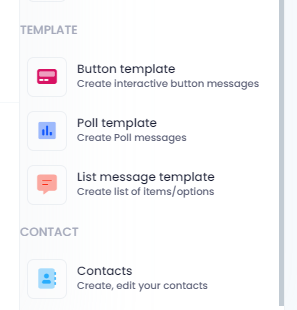 TEMPLATE
Button template
Create interactive button messages
Poll template
Create Poll messages
List message template
Create list of items/options
CONTACT
Contacts
Create, edit your contacts